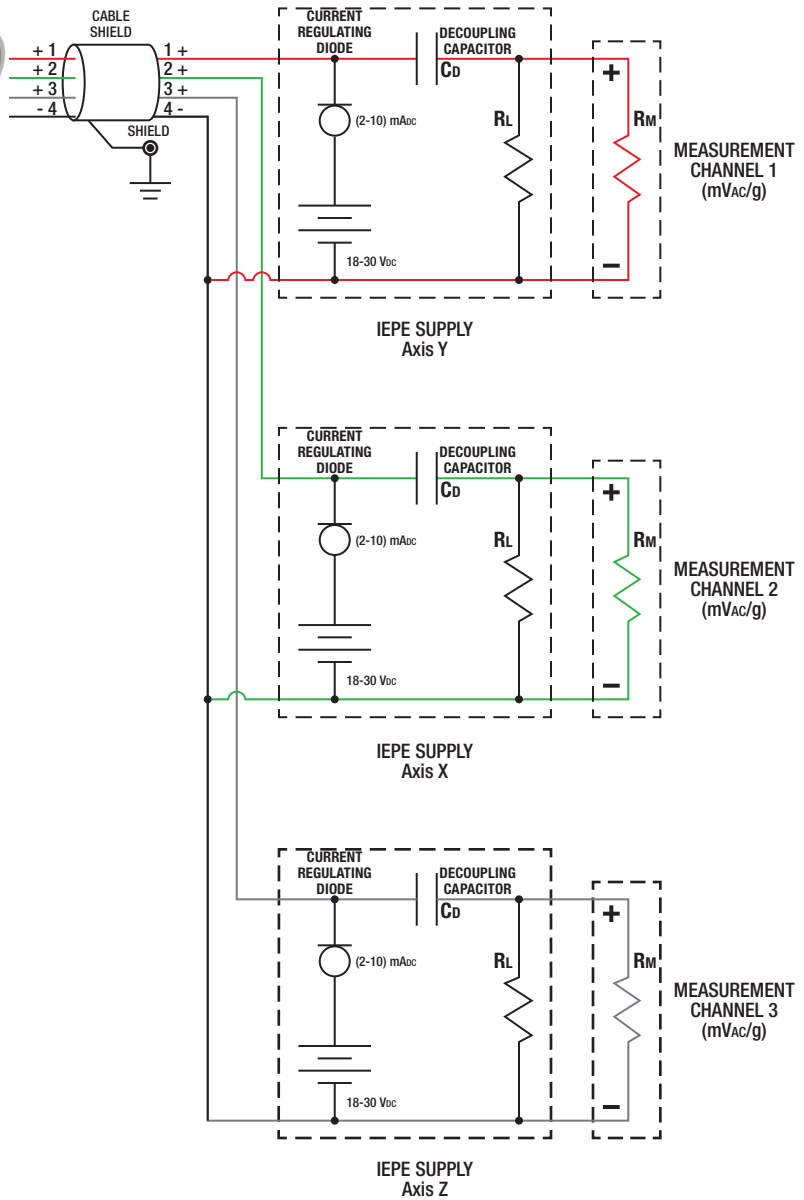 CABLE
SHIELD
+ 1
+ 2
+ 3
- 4
1 +
2 +
3 +
4 -
SHIELD
CURRENT
REGULATING
DIODE
DECOUPLING
CAPACITOR
CD
(2-10) mADC
RL
18-30 VDC
+
RM
−
MEASUREMENT
CHANNEL 1
(mVAC/g)
IEPE SUPPLY
Axis Y
CURRENT
REGULATING
DIODE
DECOUPLING
CAPACITOR
CD
(2-10) mADC
RL
18-30 VDC
+
RM
−
MEASUREMENT
CHANNEL 2
(mVAC/g)
IEPE SUPPLY
Axis X
CURRENT
REGULATING
DIODE
DECOUPLING
CAPACITOR
CD
(2-10) mADC
RL
18-30 VDC
+
RM
−
MEASUREMENT
CHANNEL 3
(mVAC/g)
IEPE SUPPLY
Axis Z